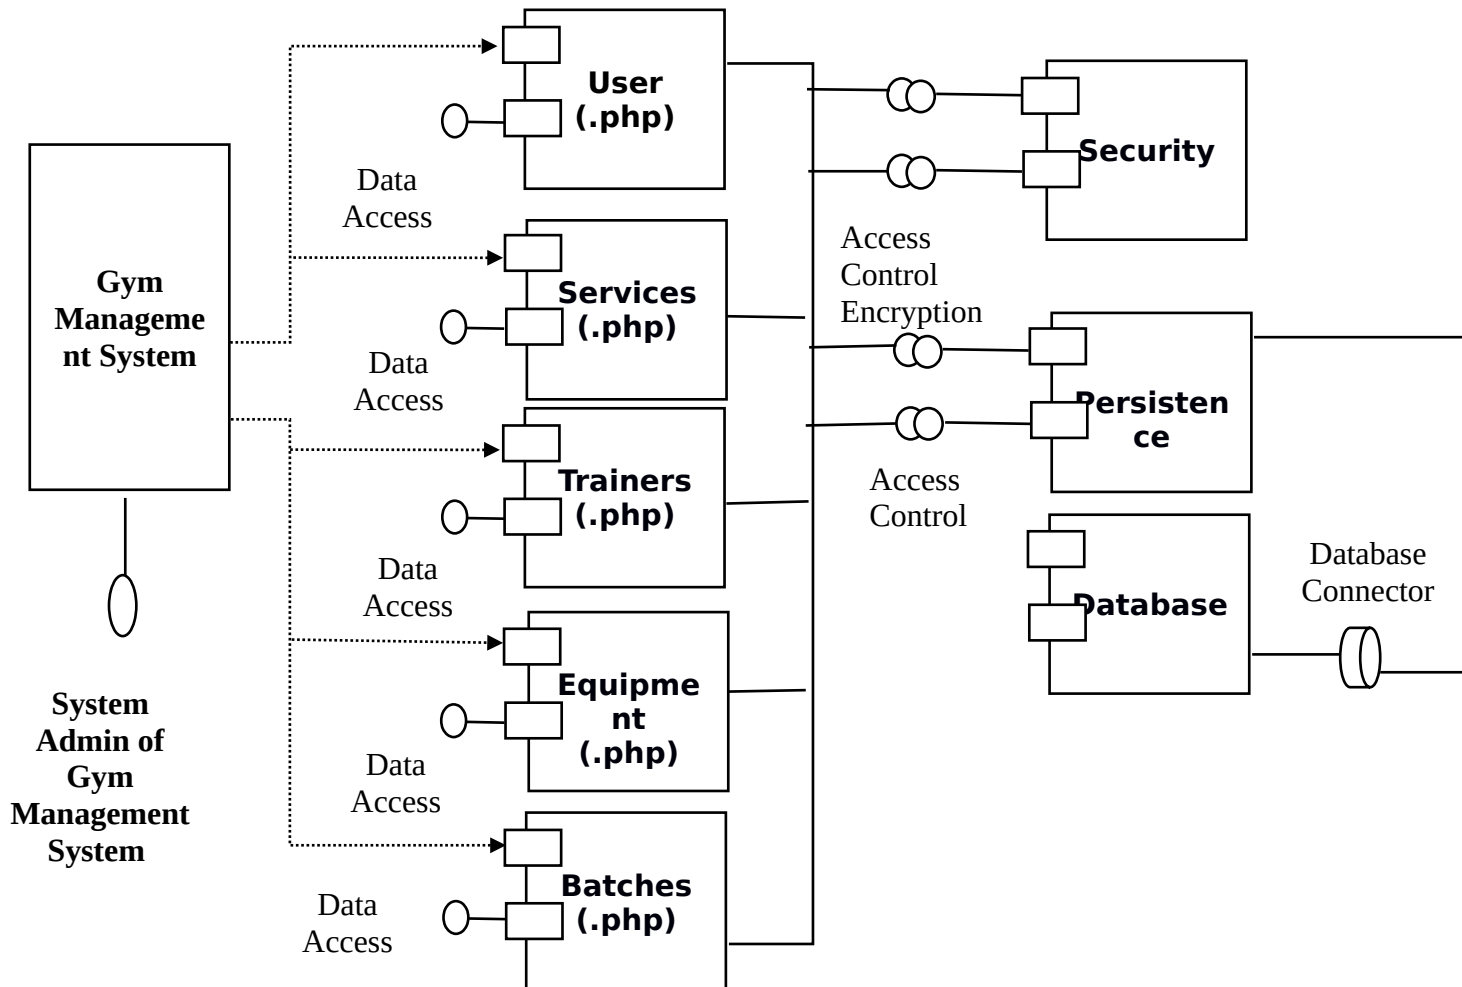 User
(.php)
Data
Access
Security
Gym
Manageme
nt System
Services
(.php)
Access
Control
Encryption
Data
Access
Persisten
ce
Trainers
(.php)
Access
Control
Data
Access
Database
Database
Connector
System
Admin of
Gym
Management
System
Equipme
nt
(.php)
Data
Access
Batches
(.php)
Data
Access